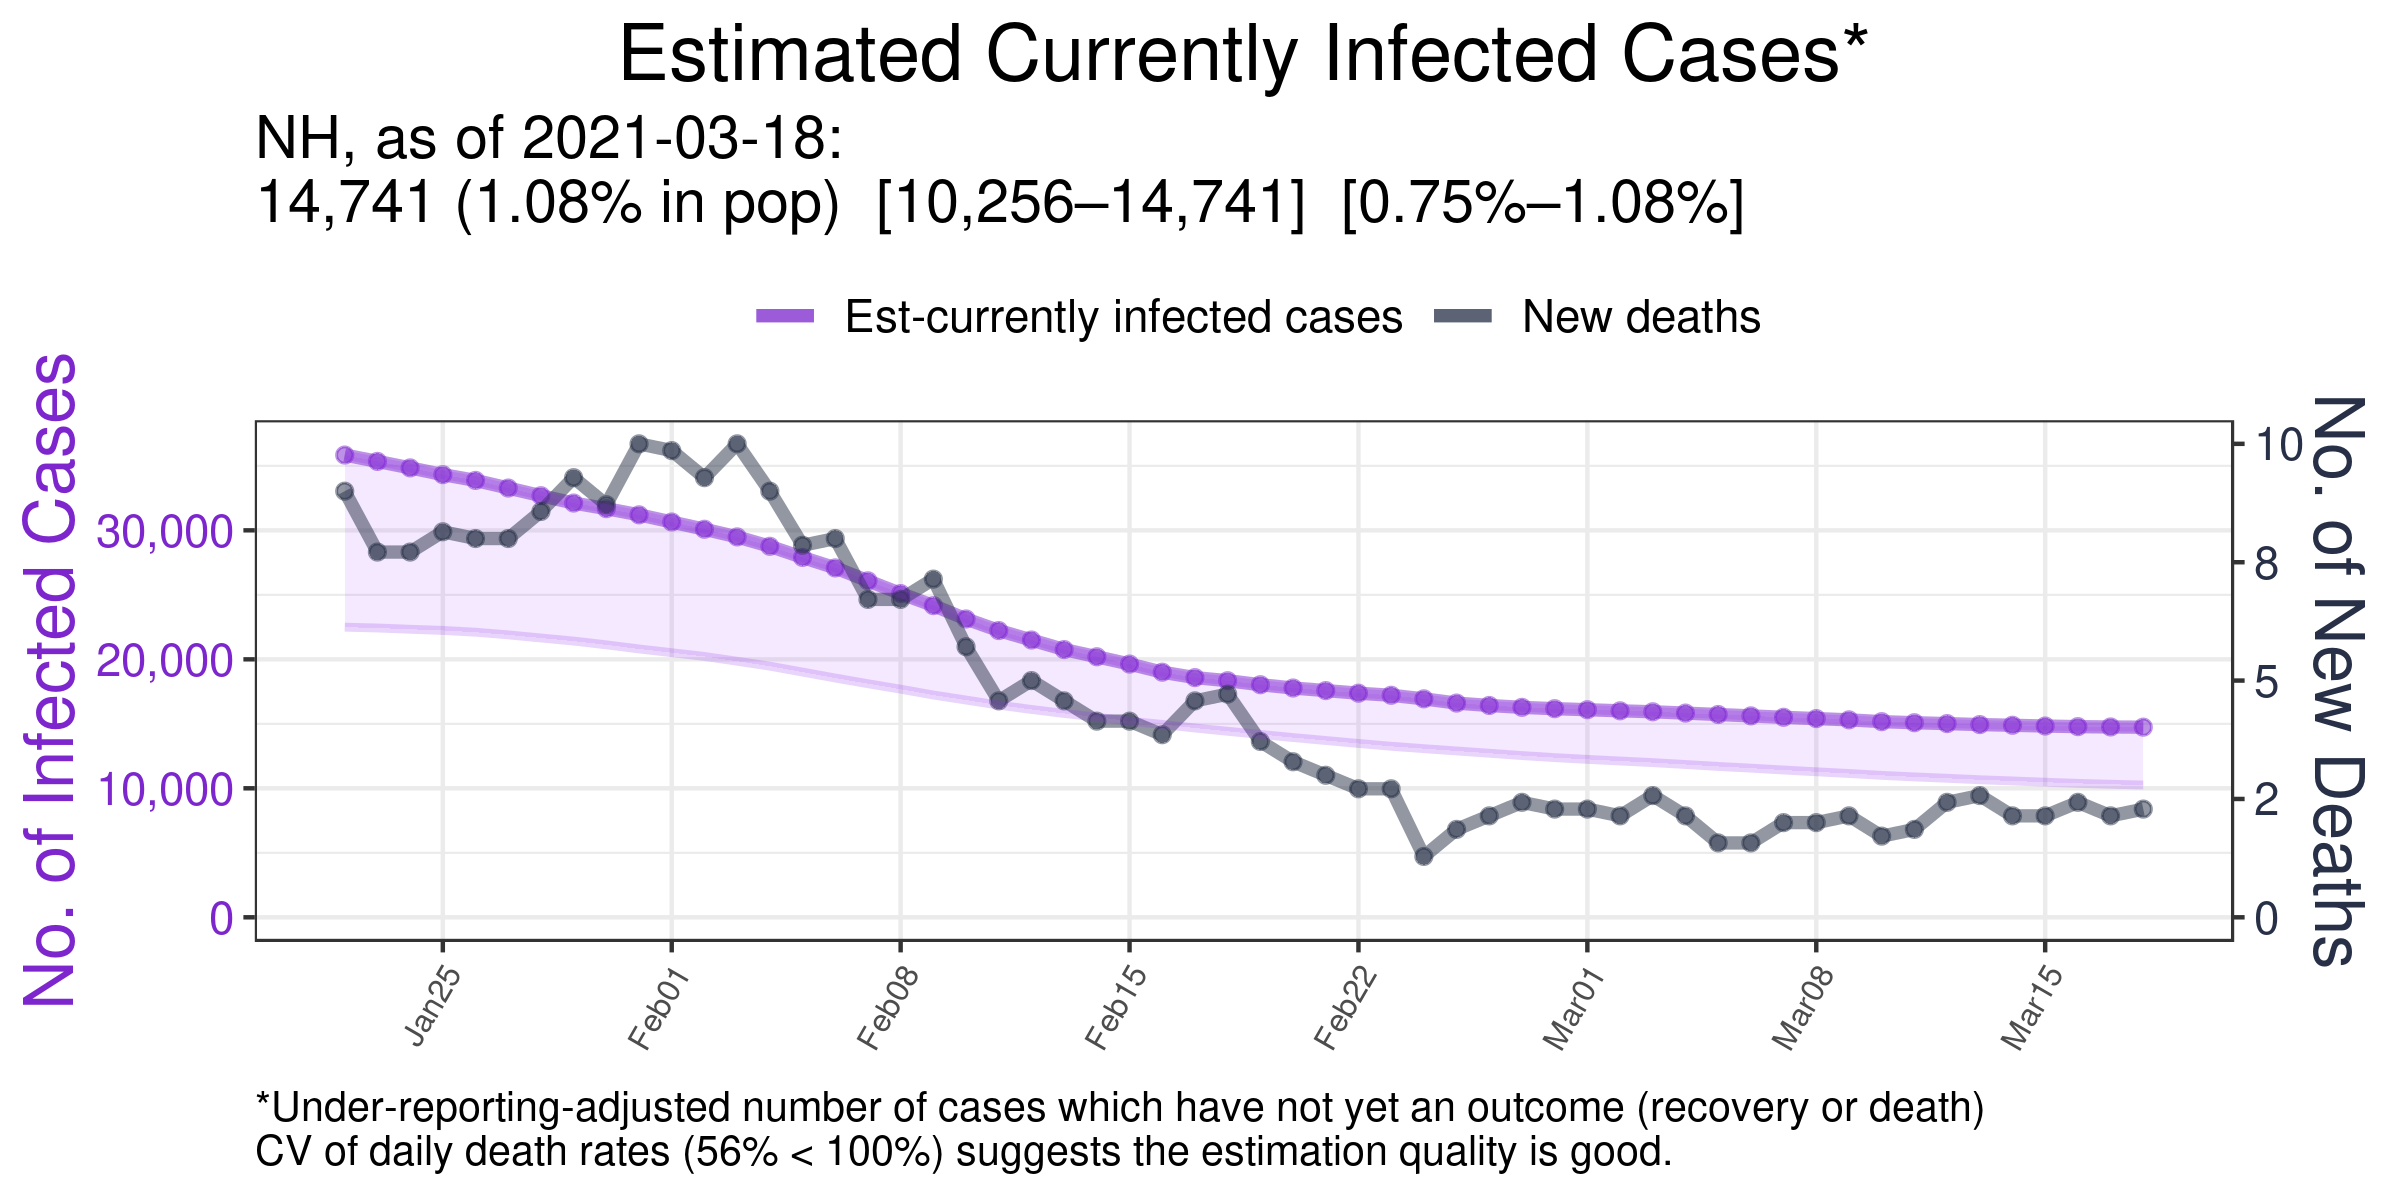 Estimated Currently Infected Cases*
NH, as of 2021-03-18:
14,741 (1.08% in pop)  [10,256–14,741]  [0.75%–1.08%]
Est-currently infected cases
New deaths
No. of Infected Cases
30,000
20,000
10,000
0
10
8
5
2
0
No. of New Deaths
Jan25
Feb01
Feb08
Feb15
Feb22
Mar01
Mar08
Mar15
*Under-reporting-adjusted number of cases which have not yet an outcome (recovery or death)
CV of daily death rates (56% < 100%) suggests the estimation quality is good.